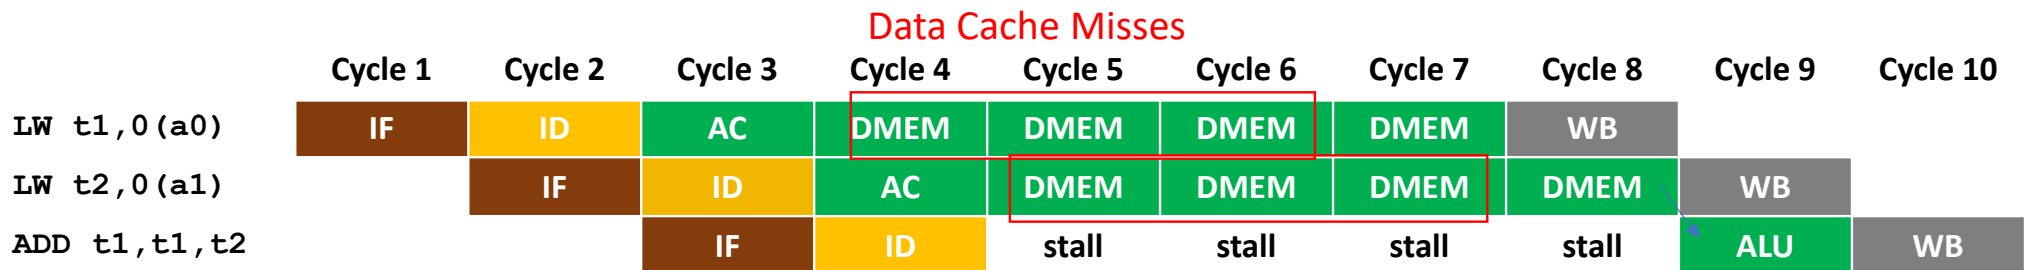 Data Cache Misses
Cycle 1 Cycle 2 Cycle 3 Cycle 4 Cycle 5 Cycle 6 Cycle 7 Cycle 8 Cycle 9 Cycle 10
LW t1,0(a0) IF ID AC DMEM DMEM DMEM DMEM WB
LW t2,0(a1) IF ID AC DMEM DMEM DMEM DMEM WB
ADD t1,t1,t2 IF ID stall stall stall stall ALU WB